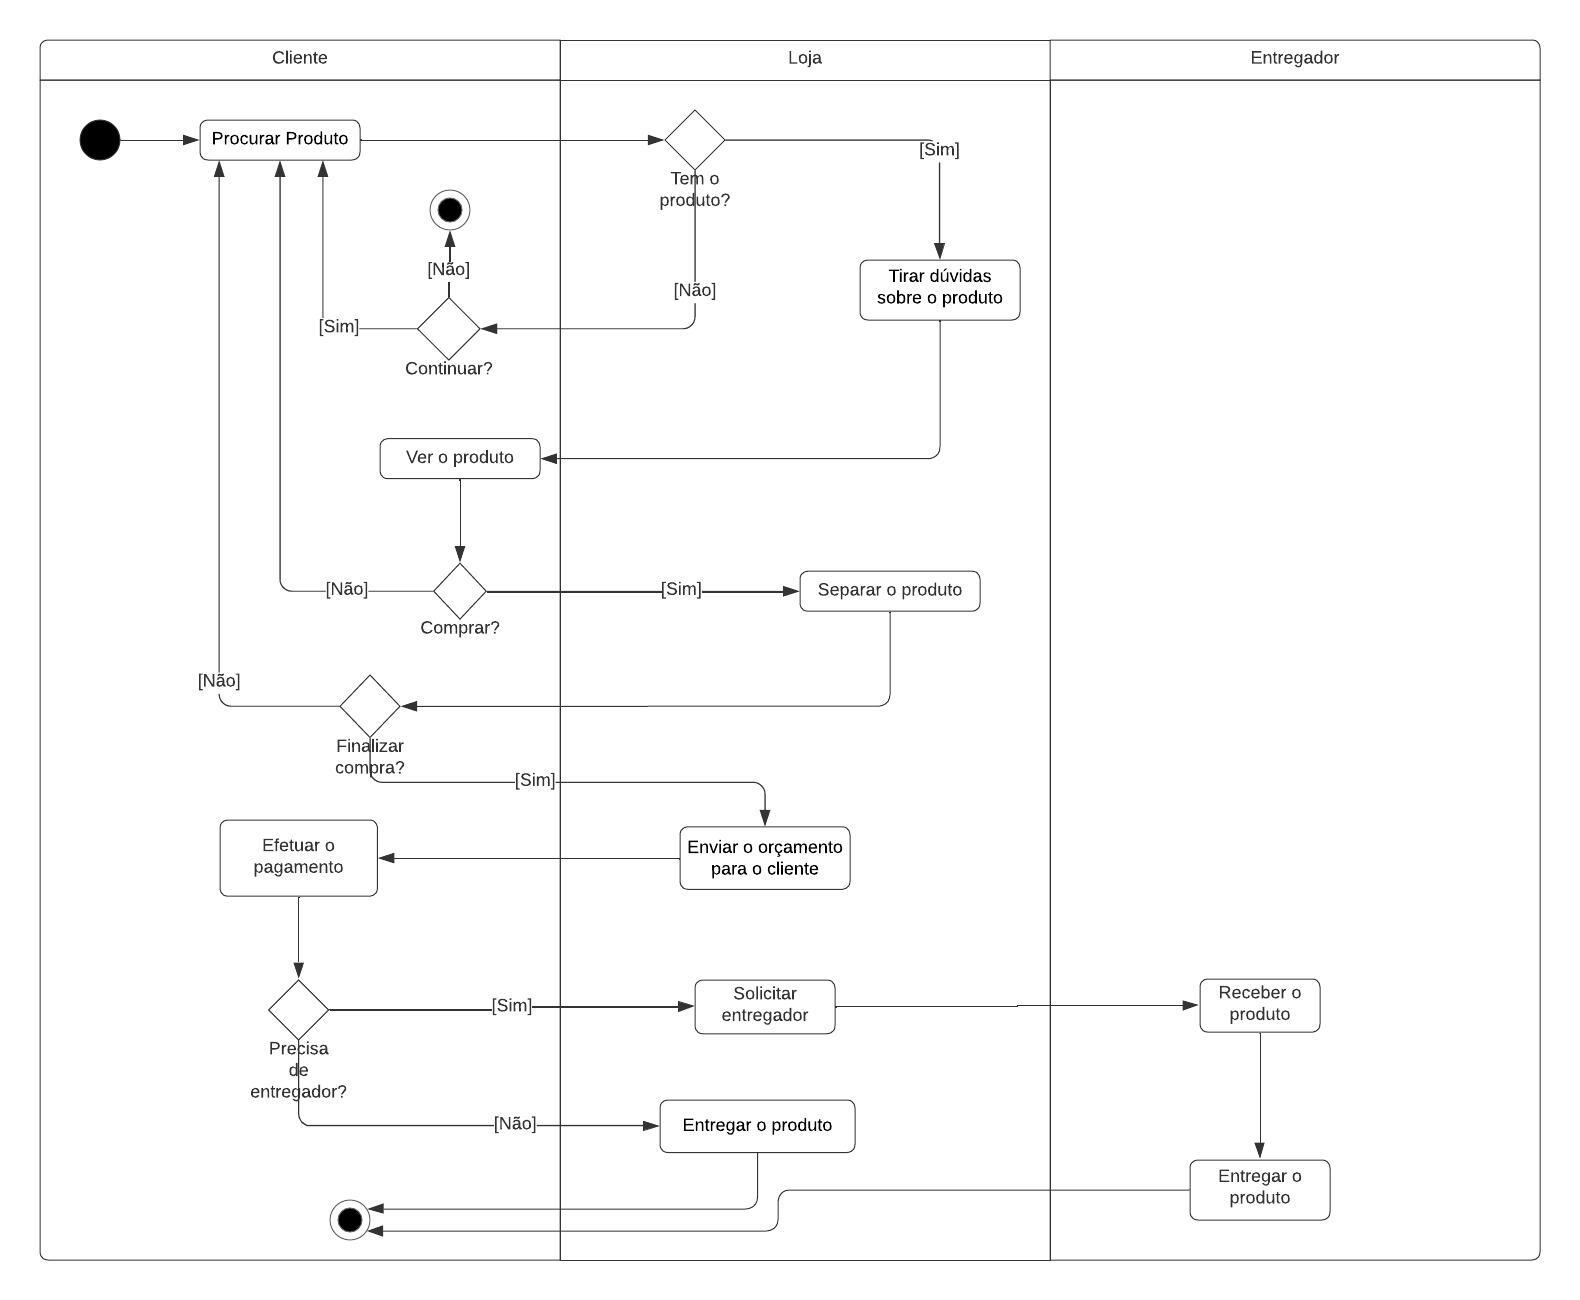 Cliente
Loja
Entregador
Procurar Produto
[Sim]
Tem o
produto?
[Não]
Tirar dúvidas
sobre o produto
[Não]
[Sim]
Continuar?
Ver o produto
[Não]
[Sim]
Separar o produto
Comprar?
[Não]
Finalizar
compra?
[Sim]
Efetuar o
pagamento
Enviar o orçamento
para o cliente
[Sim]
Solicitar
entregador
Receber o
produto
Precisa
de
entregador?
[Não]
Entregar o produto
Entregar o
produto